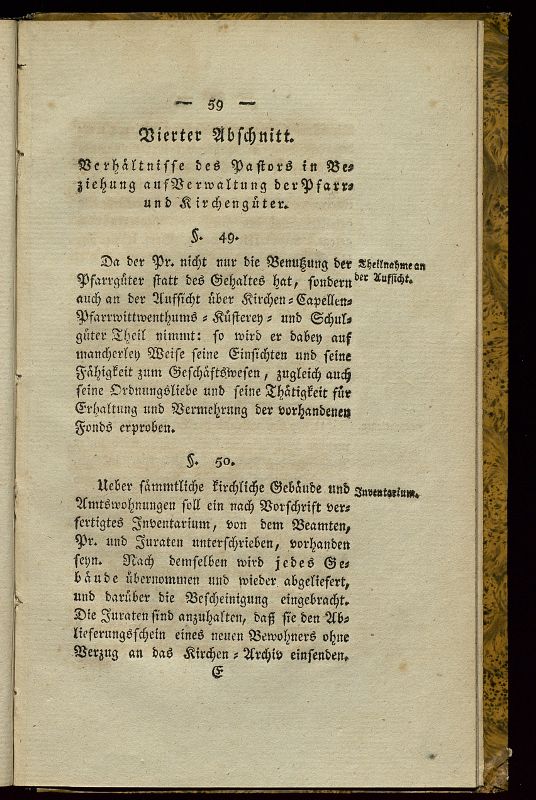 — 59 —
Vierter Abschnitt.
Verhältnisse des Pastors in Be-
ziehung auf Verwaltung der Pfarr-
und Kirchengüter.
§. 49.
Da der Pr. nicht nur die Benutzung der
Pfarrgüter statt des Gehaltes hat, sondern
auch an der Aufsicht über Kirchen-Capellen-
Pfarrwittwenthums-Küsterey- und Schul-
güter Theil nimmt: so wird er dabey auf
mancherley Weise seine Einsichten und seine
Fähigkeit zum Geschäftswesen, zugleich auch
seine Ordnungsliebe und seine Thätigkeit für
Erhaltung und Vermehrung der vorhandenen
Fonds erproben.
Theilnahme an
der Aufsicht.
§. 50.
Ueber sämmtliche kirchliche Gebäude und
Amtswohnungen soll ein nach Vorschrift ver-
fertigtes Inventarium, von dem Beamten,
Pr. und Juraten unterschrieben, vorhanden
seyn. Nach demselben wird jedes Ge-
bäude übernommen und wieder abgeliefert,
und darüber die Bescheinigung eingebracht.
Die Juraten sind anzuhalten, daß sie den Ab-
lieferungsschein eines neuen Bewohners ohne
Verzug an das Kirchen-Archiv einsenden.
Inventarium.
E